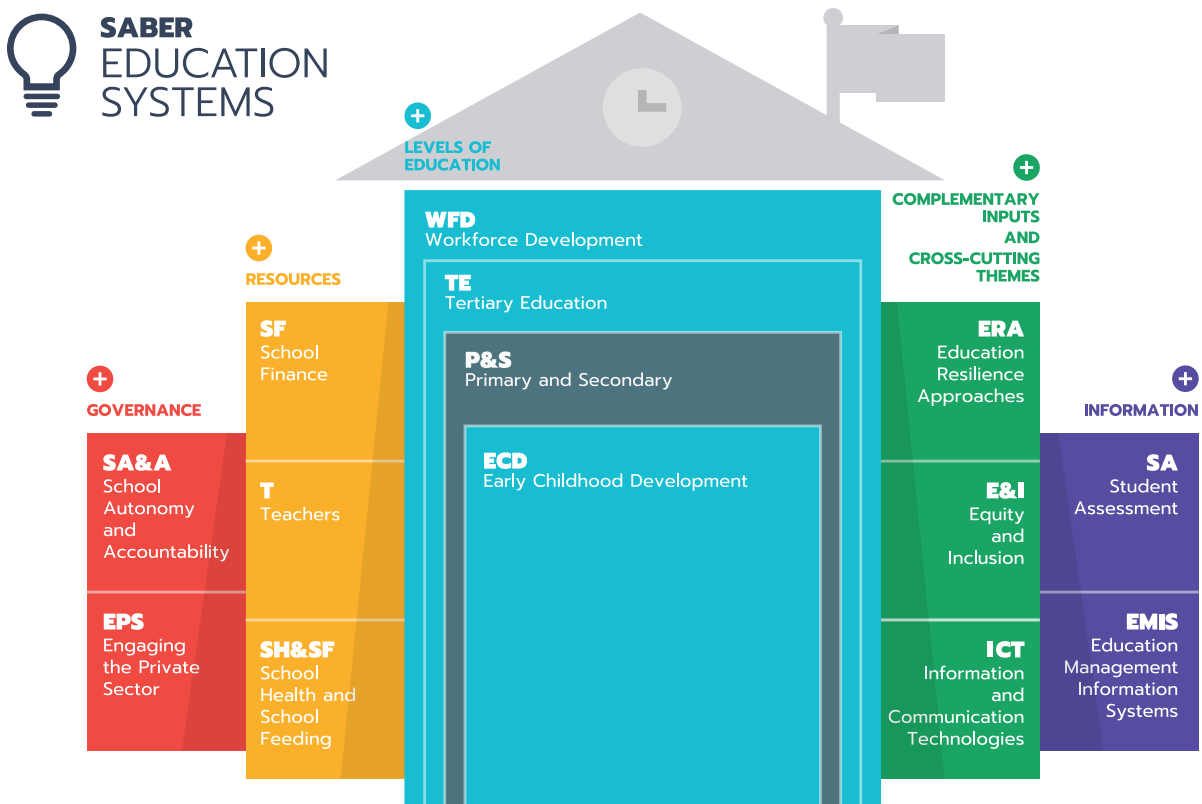 SABER
EDUCATION
SYSTEMS
LEVELS OF
EDUCATION
WFD
Workforce Development
TE
Tertiary Education
P&S
Primary and Secondary
ECD
Early Childhood Development
RESOURCES
SF
School
Finance
T
Teachers
SH&SF
School
Health and
School
Feeding
GOVERNANCE
SA&A
School
Autonomy
and
Accountability
EPS
Engaging
the Private
Sector
COMPLEMENTARY
INPUTS
AND
CROSS-CUTTING
THEMES
ERA
Education
Resilience
Approaches
E&I
Equity
and
Inclusion
ICT
Information
and
Communication
Technologies
INFORMATION
SA
Student
Assessment
EMIS
Education
Management
Information
Systems